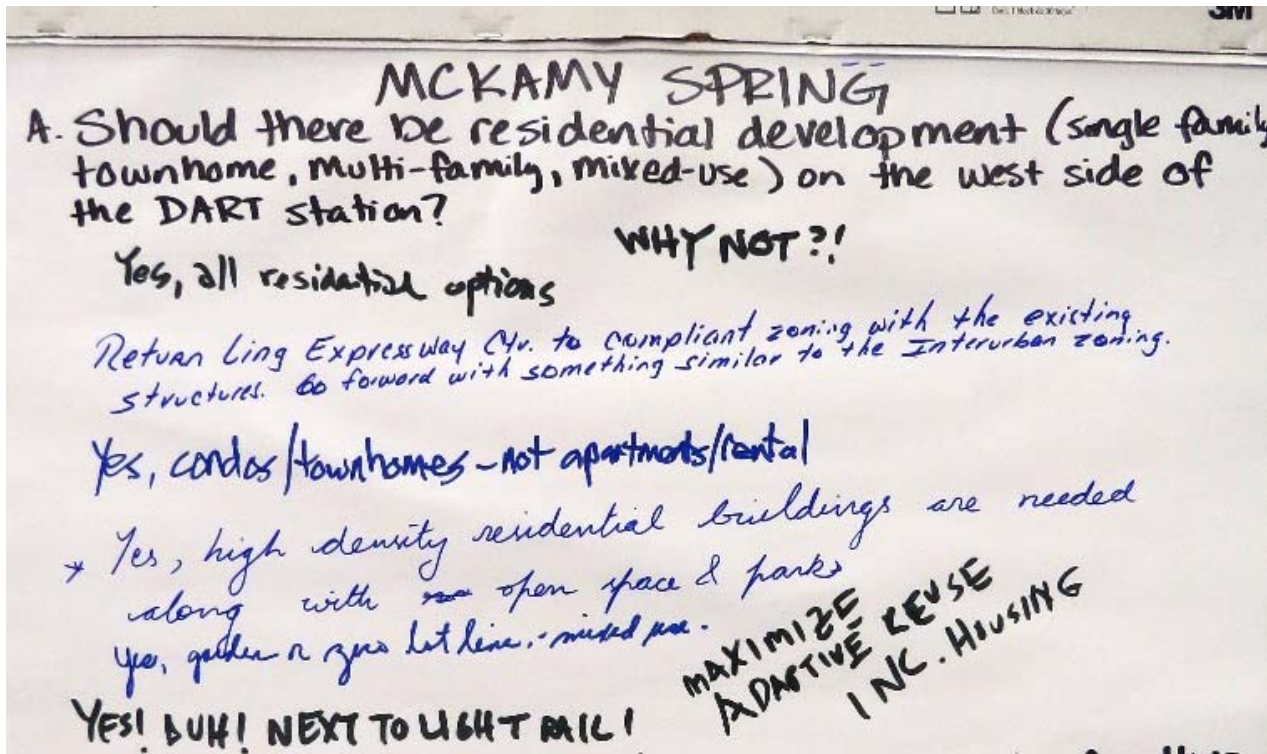 3M
MCKAMY SPRING
A. Should there be residential development (single family
townhome, multi-family, mixed-use) on the west side of
the DART station?
WHY NOT?!
Yes, all residential options
Return Ling Expressway Ctr. to compliant zoning with the existing
structures. Go forward with something similar to the Interurban zoning.
Yes, condos/townhomes - not apartments/rental
* Yes, high density residential buildings are needed
along with open space & parks
Yes, garden or zero lot line, - mixed use.
MAXIMIZE
ADAPTIVE REUSE
INC. HOUSING
YES! DUH! NEXT TO LIGHT RAIL!